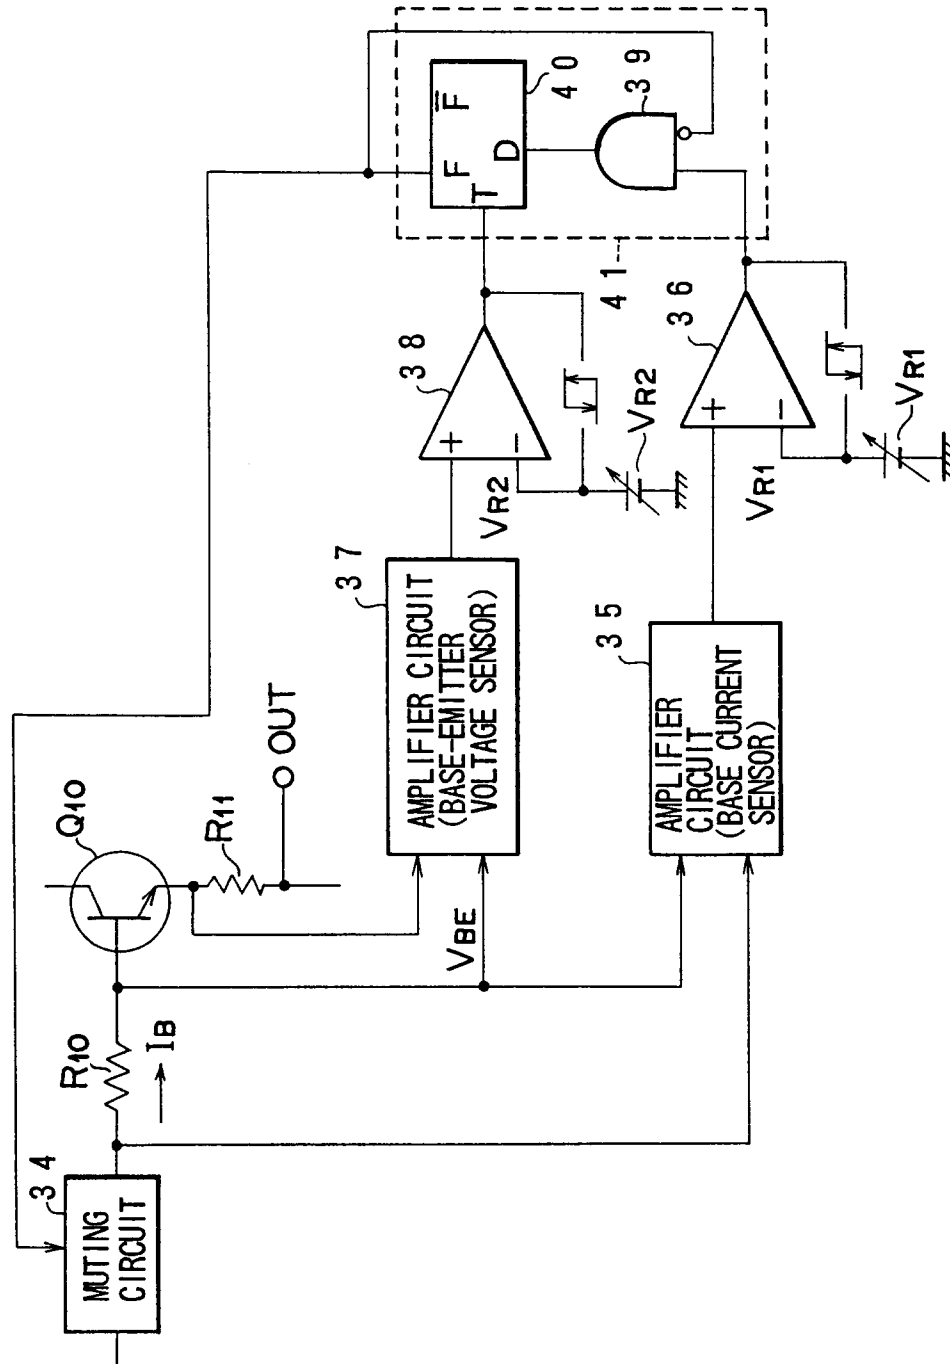 MUTING
CIRCUIT
34
R10
IB
Q10
R11
OUT
VBE
AMPLIFIER CIRCUIT
(BASE-EMITTER
VOLTAGE SENSOR)
37
AMPLIFIER
CIRCUIT
(BASE CURRENT
SENSOR)
35
VR2
VR2
38
VR1
VR1
36
41
T
F
F̅
D
40
39